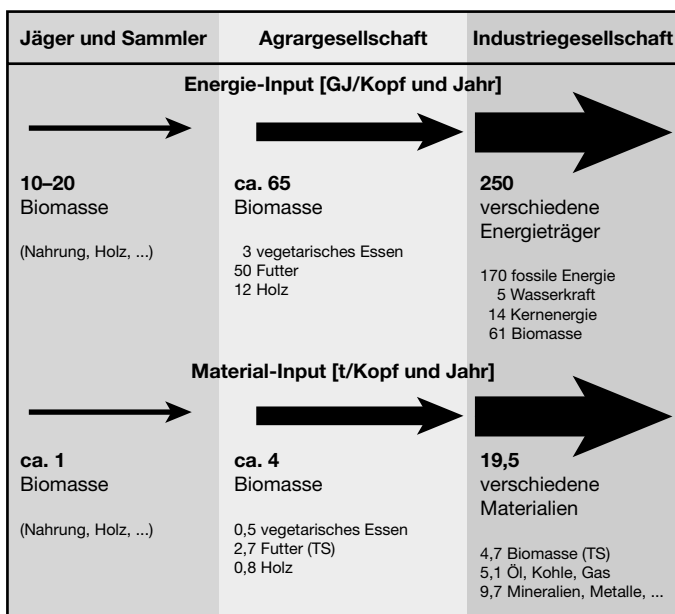 Jäger und Sammler
Agrargesellschaft
Industriegesellschaft
Energie-Input [GJ/Kopf und Jahr]
10–20
Biomasse
(Nahrung, Holz, ...)
ca. 65
Biomasse
3 vegetarisches Essen
50 Futter
12 Holz
250
verschiedene
Energieträger
170 fossile Energie
5 Wasserkraft
14 Kernenergie
61 Biomasse
Material-Input [t/Kopf und Jahr]
ca. 1
Biomasse
(Nahrung, Holz, ...)
ca. 4
Biomasse
0,5 vegetarisches Essen
2,7 Futter (TS)
0,8 Holz
19,5
verschiedene
Materialien
4,7 Biomasse (TS)
5,1 Öl, Kohle, Gas
9,7 Mineralien, Metalle, ...